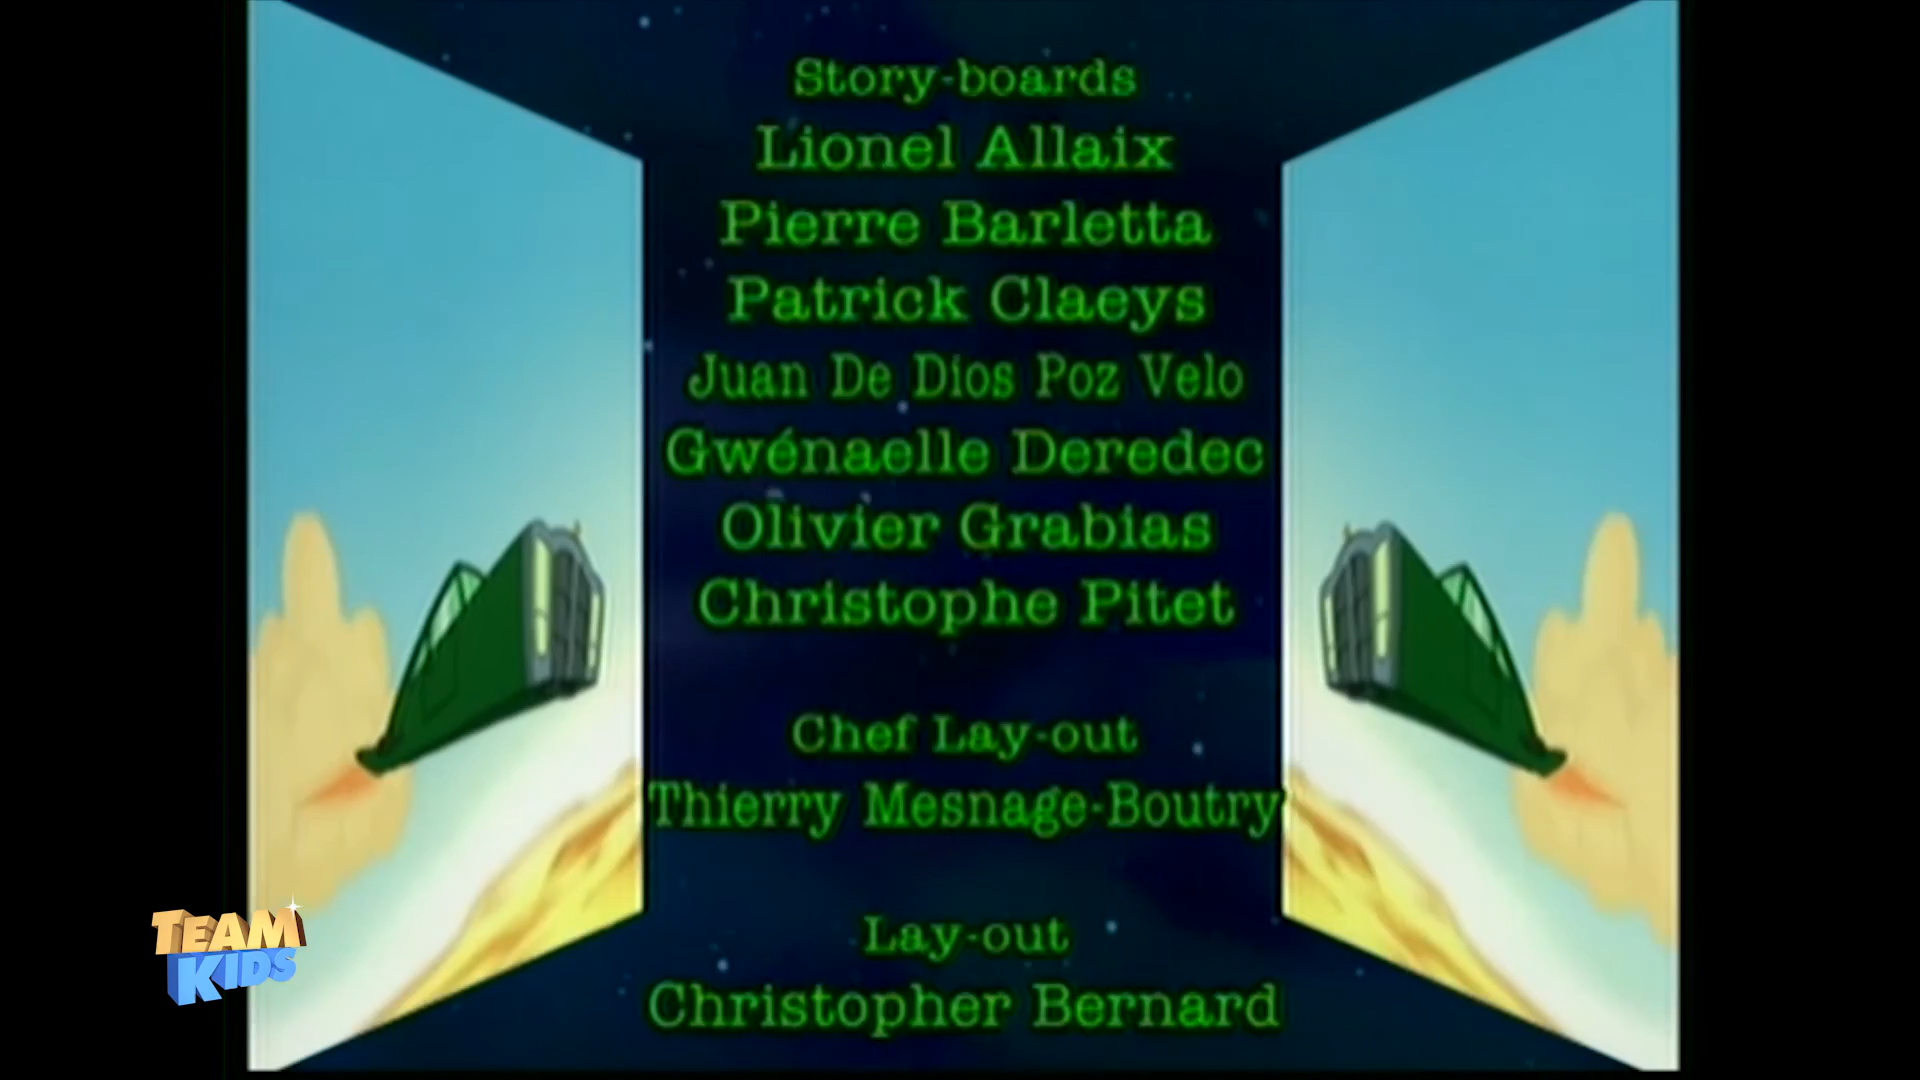 Story-boards
Lionel Allaix
Pierre Barletta
Patrick Claeys
Juan De Dios Poz Velo
Gwénaelle Deredec
Olivier Grabias
Christophe Pitet
Chef Lay-out
Thierry Mesnage-Boutry
Lay-out
Christopher Bernard
TEAM
KIDS